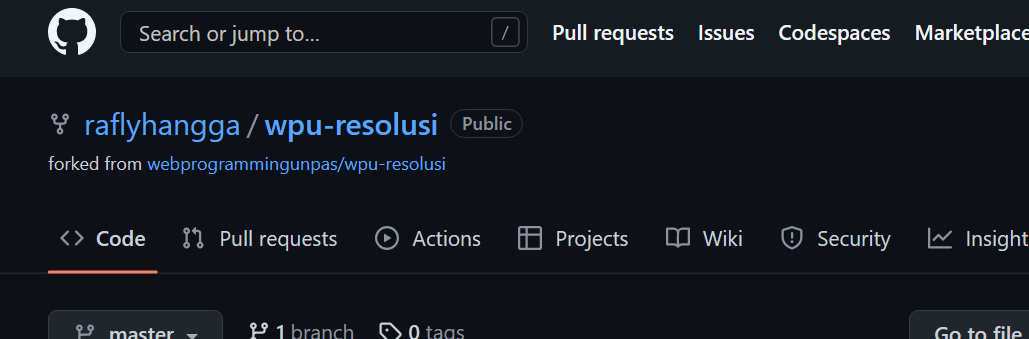 Search or jump to... / Pull requests Issues Codespaces Marketplace
raflyhangga / wpu-resolusi Public
forked from webprogrammingunpas/wpu-resolusi
Code Pull requests Actions Projects Wiki Security Insight
master 1 branch 0 tags Go to file